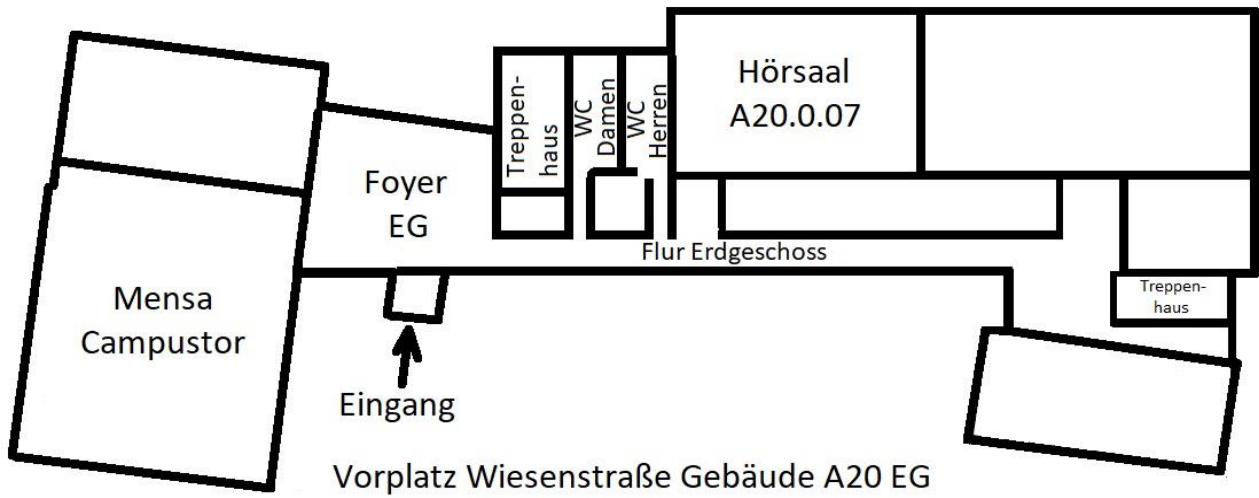 Hörsaal
A20.0.07
Treppen-
haus
WC
Damen
WC
Herren
Foyer
EG
Flur Erdgeschoss
Mensa
Campustor
Treppen-
haus
Eingang
Vorplatz Wiesenstraße Gebäude A20 EG